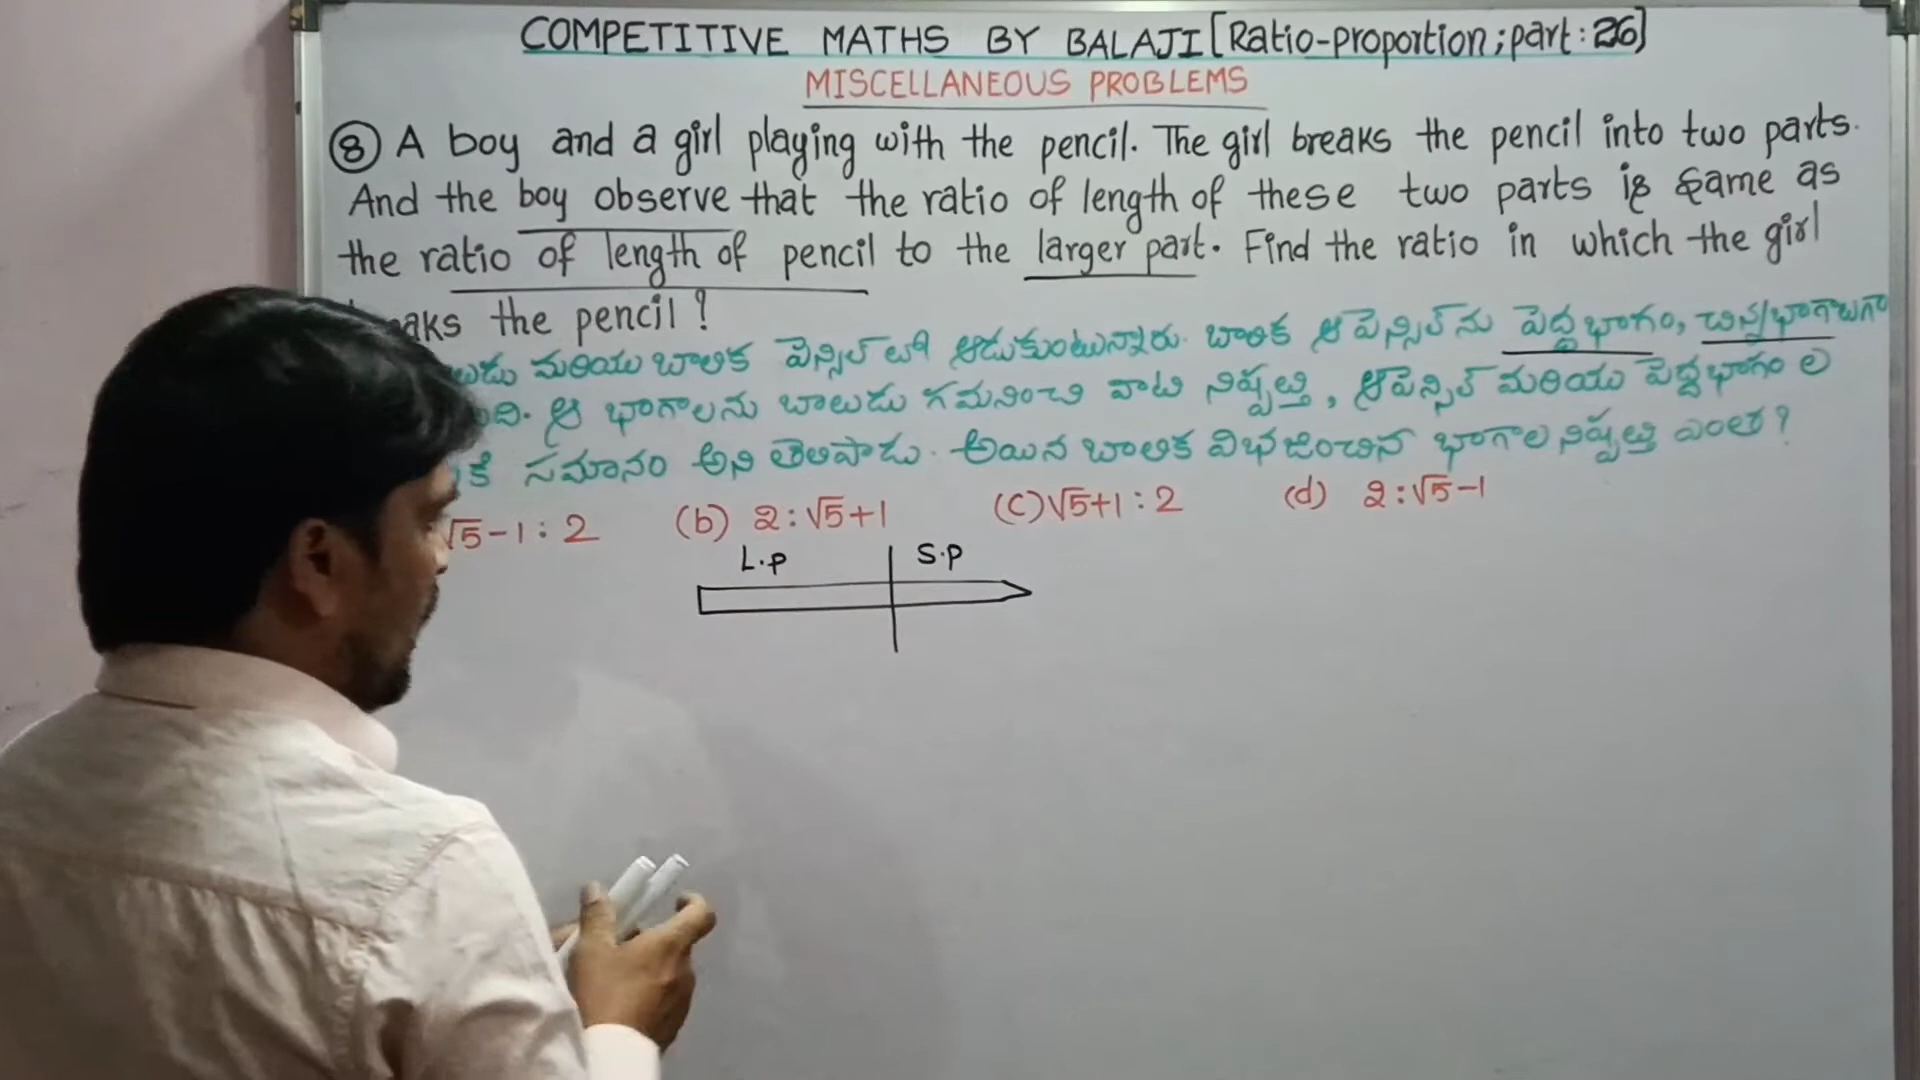 COMPETITIVE MATHS BY BALAJI [Ratio-proportion; part: 26]
MISCELLANEOUS PROBLEMS
⑧ A boy and a girl playing with the pencil. The girl breaks the pencil into two parts.
And the boy observe that the ratio of length of these two parts is same as
the ratio of length of pencil to the larger part. Find the ratio in which the girl
the pencil?
మరియు బాలిక పెన్సిల్ తో ఆడుకుంటున్నారు. బాలిక ఆ పెన్సిల్ ను పెద్ద భాగం, చిన్న భాగాలుగా
ఆ భాగాలను బాలుడు గమనించి వాటి నిష్పత్తి, ఆ పెన్సిల్ మరియు పెద్ద భాగం ల
సమానం అని తెలిపాడు. అయిన బాలిక విభజించిన భాగాల నిష్పత్తి ఎంత?
√5-1 : 2 (b) 2 : √5+1 (C) √5+1 : 2 (d) 2 : √5-1
L.p S.p